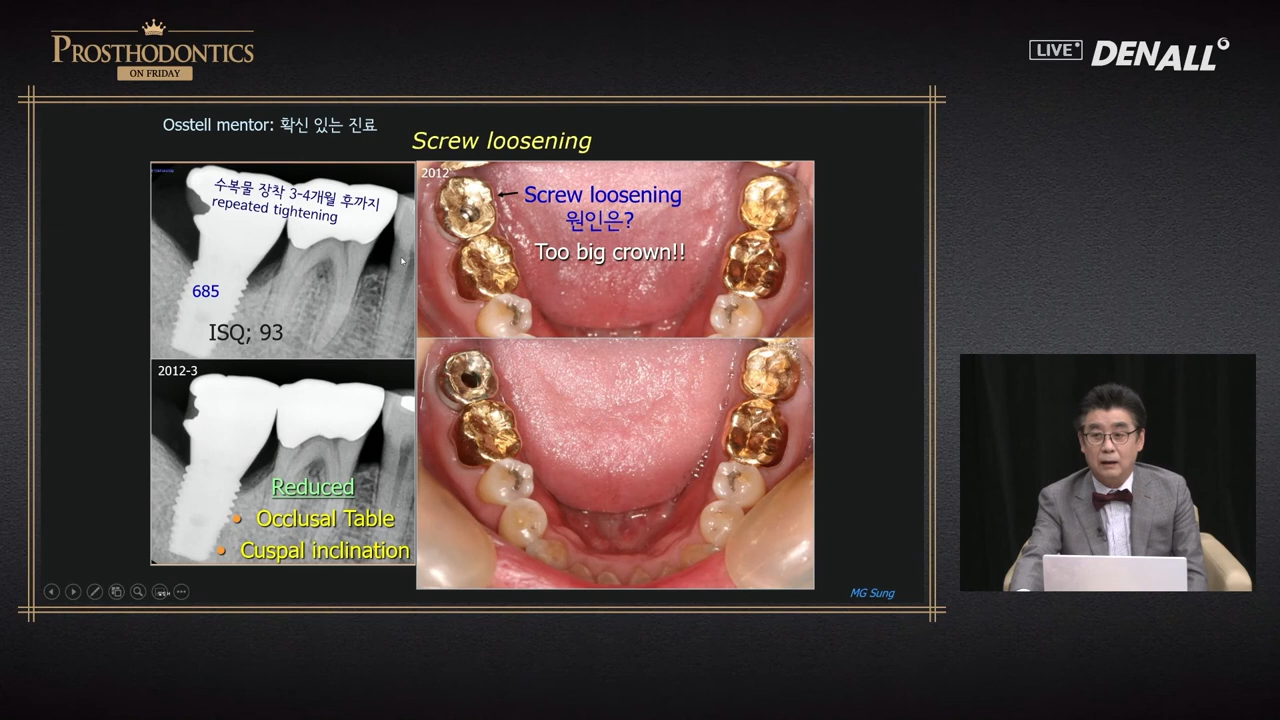 PROSTHODONTICS
ON FRIDAY
LIVE
DENALL
Osstell mentor: 확신 있는 진료
Screw loosening
수복물 장착 3-4개월 후까지
repeated tightening
685
ISQ; 93
2012
Screw loosening
원인은?
Too big crown!!
2012-3
Reduced
• Occlusal Table
• Cuspal inclination
MG Sung